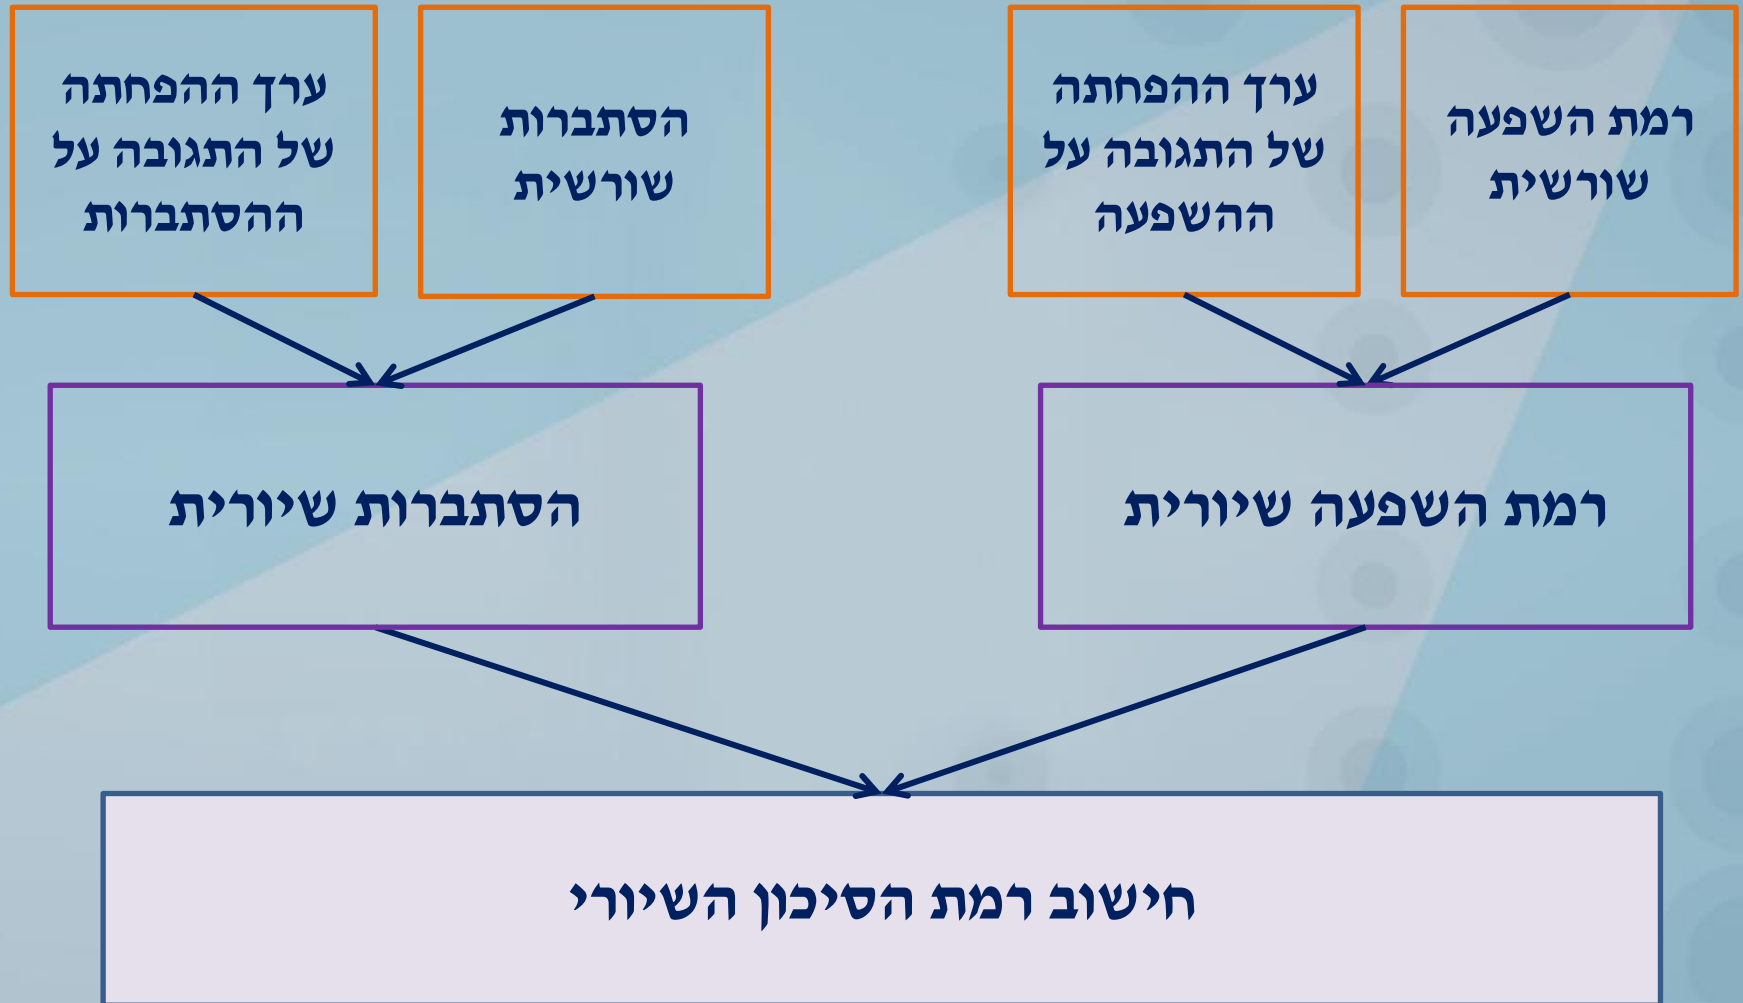 רמת השפעה
שורשית
ערך ההפחתה
של התגובה על
ההשפעה
הסתברות
שורשית
ערך ההפחתה
של התגובה על
ההסתברות
רמת השפעה שיורית
הסתברות שיורית
חישוב רמת הסיכון השיורי